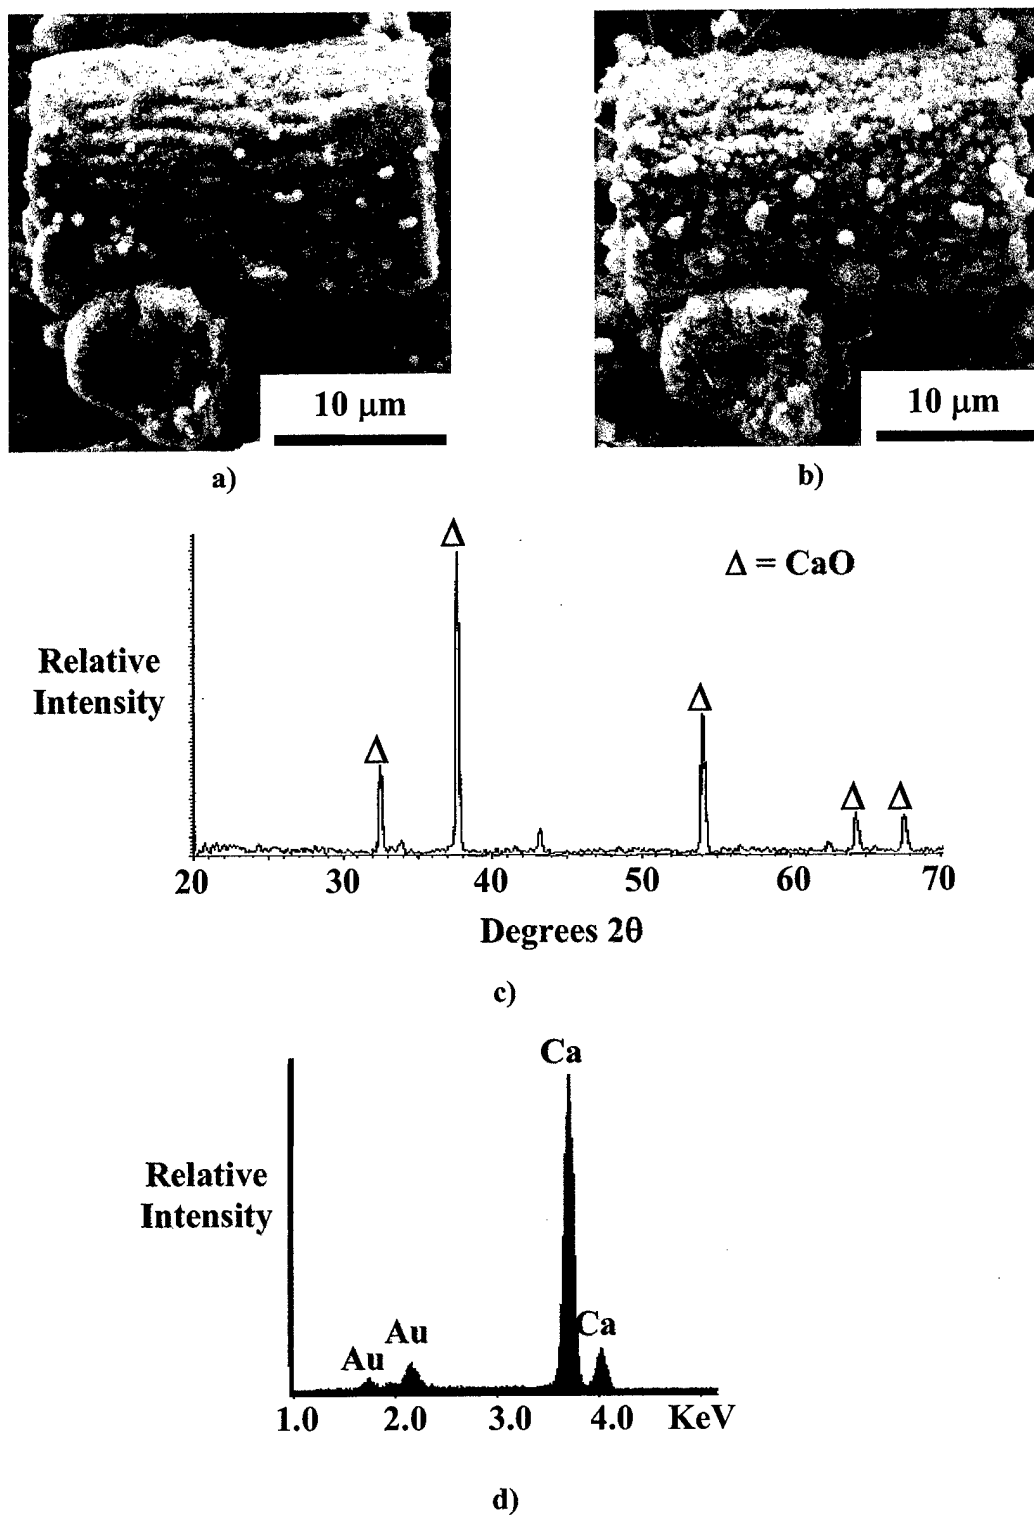 10 μm
10 μm
a)
b)
Δ
Δ = CaO
Relative
Intensity
Δ
Δ
Δ
Δ
20
30
40
50
60
70
Degrees 2θ
c)
Ca
Relative
Intensity
Ca
Au
Au
1.0
2.0
3.0
4.0
KeV
d)